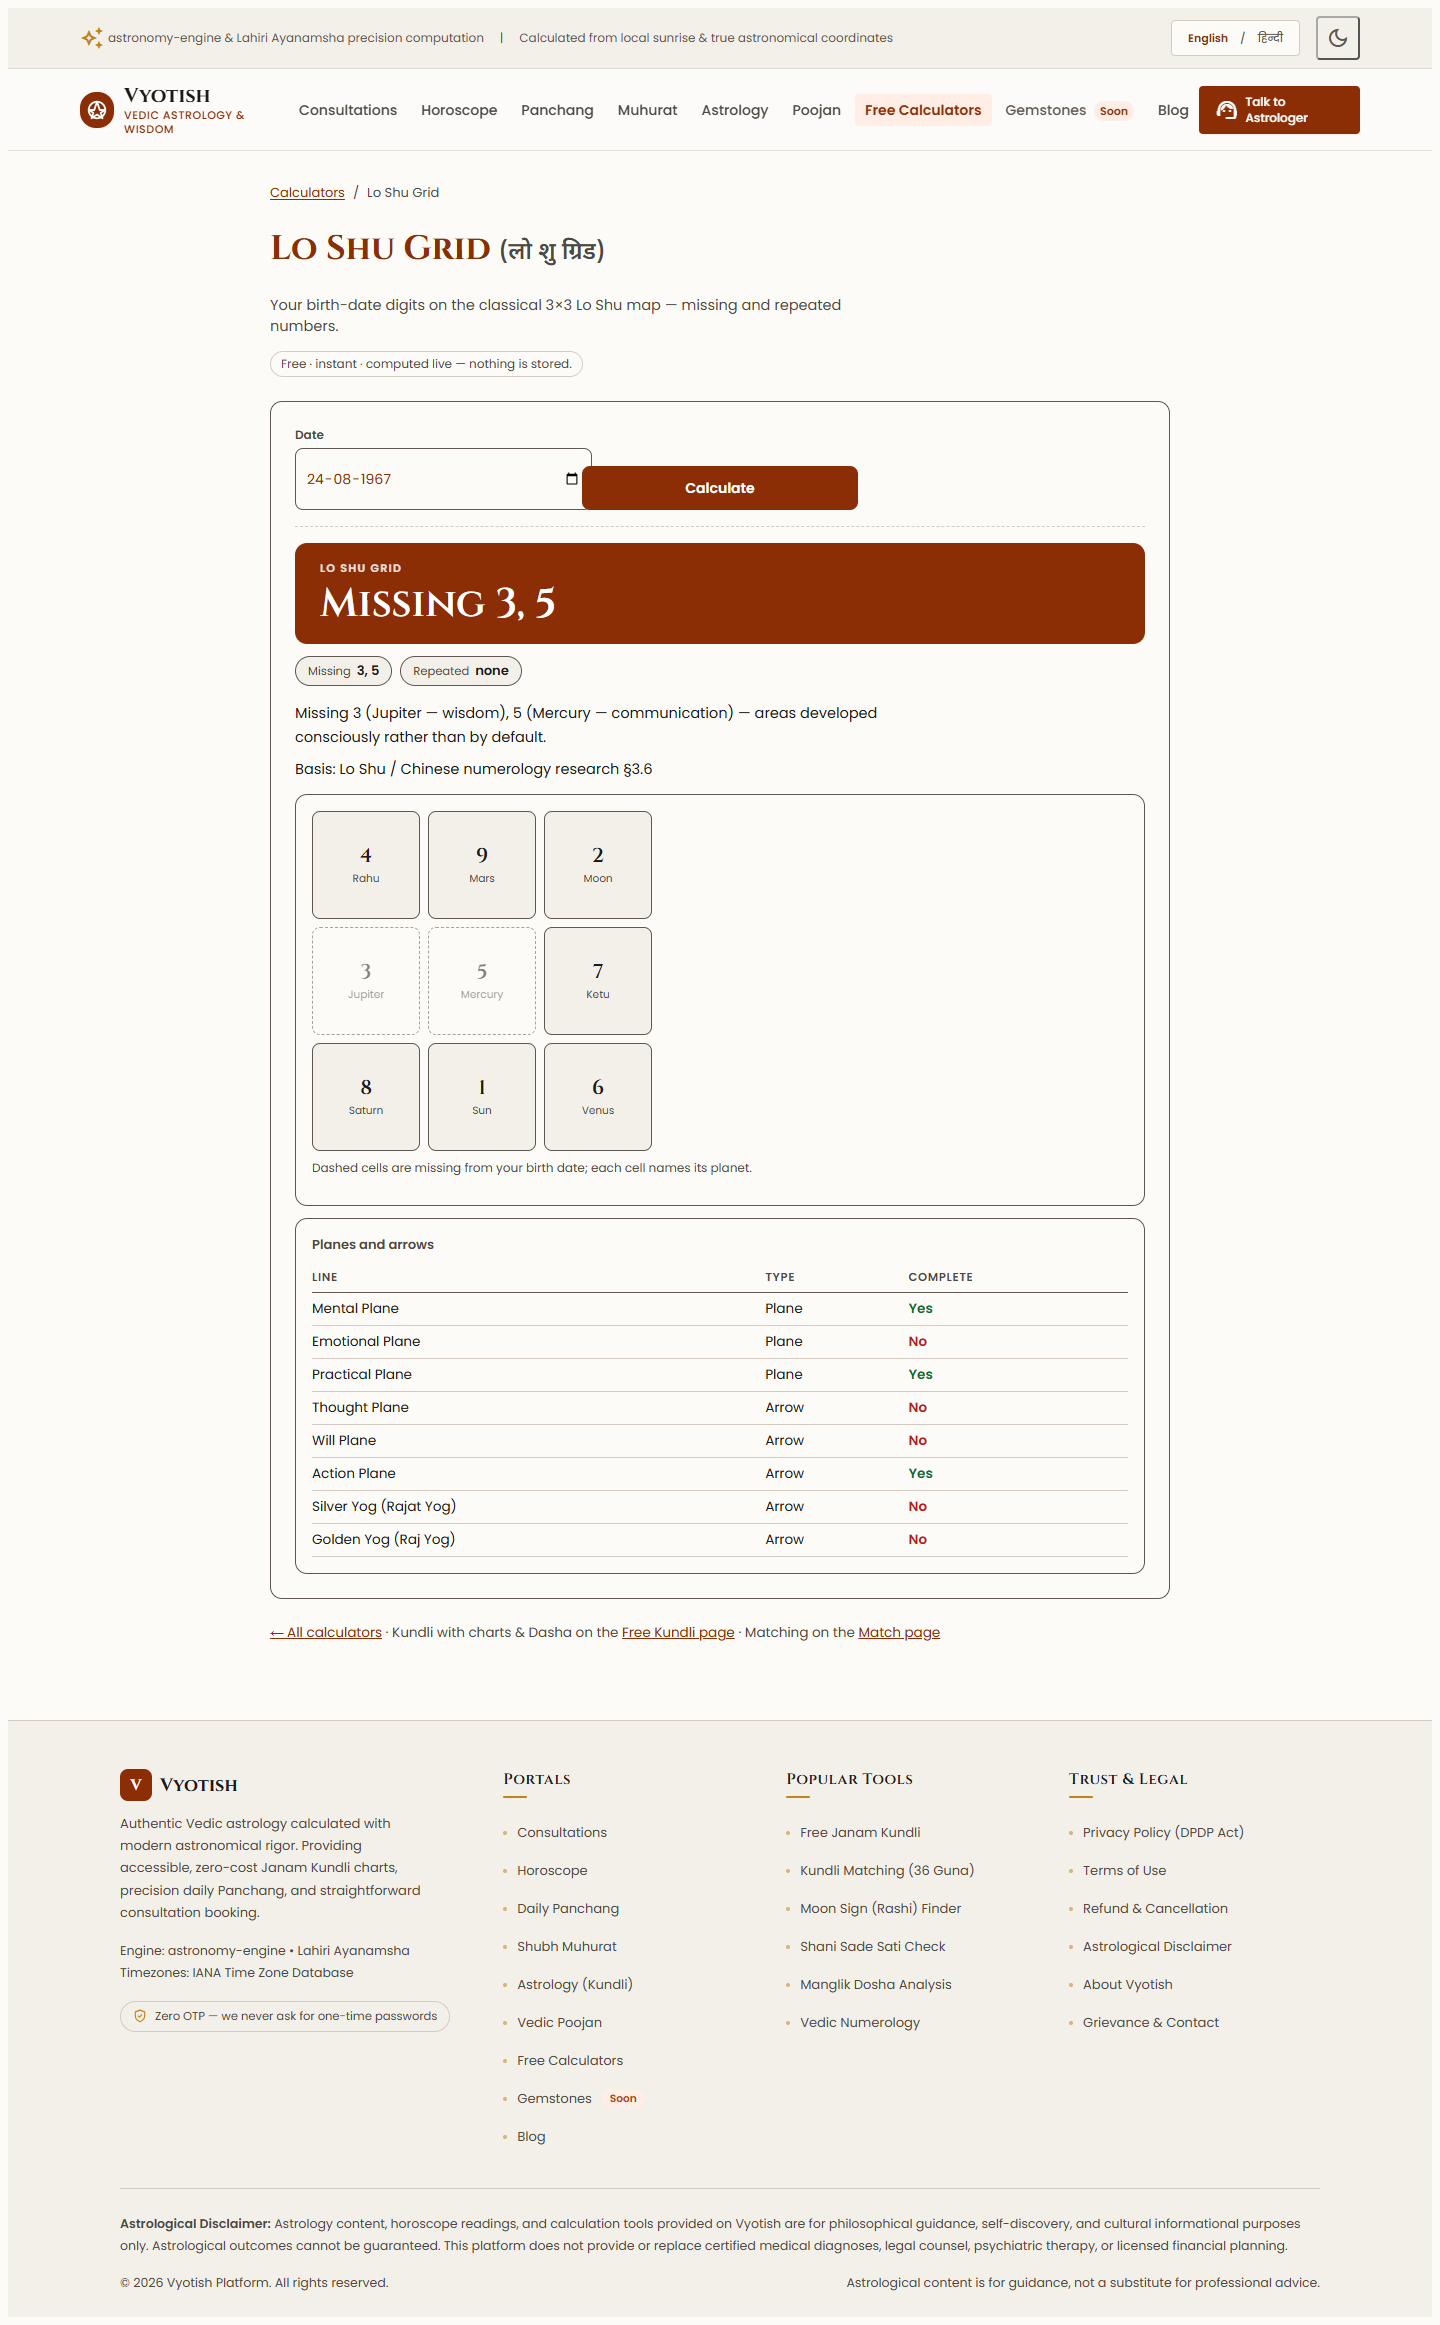 astronomy-engine & Lahiri Ayanamsha precision computation | Calculated from local sunrise & true astronomical coordinates
English / हिन्दी
Vyotish
VEDIC ASTROLOGY &
WISDOM
Consultations Horoscope Panchang Muhurat Astrology Poojan Free Calculators Gemstones Soon Blog
Talk to
Astrologer
Calculators / Lo Shu Grid
Lo Shu Grid (लो शु ग्रिड)
Your birth-date digits on the classical 3×3 Lo Shu map — missing and repeated
numbers.
Free · instant · computed live — nothing is stored.
Date
24-08-1967
Calculate
LO SHU GRID
Missing 3, 5
Missing 3, 5
Repeated none
Missing 3 (Jupiter — wisdom), 5 (Mercury — communication) — areas developed
consciously rather than by default.
Basis: Lo Shu / Chinese numerology research §3.6
4 9 2
Rahu Mars Moon
3 5 7
Jupiter Mercury Ketu
8 1 6
Saturn Sun Venus
Dashed cells are missing from your birth date; each cell names its planet.
Planes and arrows
LINE TYPE COMPLETE
Mental Plane Plane Yes
Emotional Plane Plane No
Practical Plane Plane Yes
Thought Plane Arrow No
Will Plane Arrow No
Action Plane Arrow Yes
Silver Yog (Rajat Yog) Arrow No
Golden Yog (Raj Yog) Arrow No
← All calculators · Kundli with charts & Dasha on the Free Kundli page · Matching on the Match page
V Vyotish
Authentic Vedic astrology calculated with
modern astronomical rigor. Providing
accessible, zero-cost Janam Kundli charts,
precision daily Panchang, and straightforward
consultation booking.
Engine: astronomy-engine • Lahiri Ayanamsha
Timezones: IANA Time Zone Database
Zero OTP — we never ask for one-time passwords
Portals
Consultations
Horoscope
Daily Panchang
Shubh Muhurat
Astrology (Kundli)
Vedic Poojan
Free Calculators
Gemstones Soon
Blog
Popular Tools
Free Janam Kundli
Kundli Matching (36 Guna)
Moon Sign (Rashi) Finder
Shani Sade Sati Check
Manglik Dosha Analysis
Vedic Numerology
Trust & Legal
Privacy Policy (DPDP Act)
Terms of Use
Refund & Cancellation
Astrological Disclaimer
About Vyotish
Grievance & Contact
Astrological Disclaimer: Astrology content, horoscope readings, and calculation tools provided on Vyotish are for philosophical guidance, self-discovery, and cultural informational purposes
only. Astrological outcomes cannot be guaranteed. This platform does not provide or replace certified medical diagnoses, legal counsel, psychiatric therapy, or licensed financial planning.
© 2026 Vyotish Platform. All rights reserved.
Astrological content is for guidance, not a substitute for professional advice.